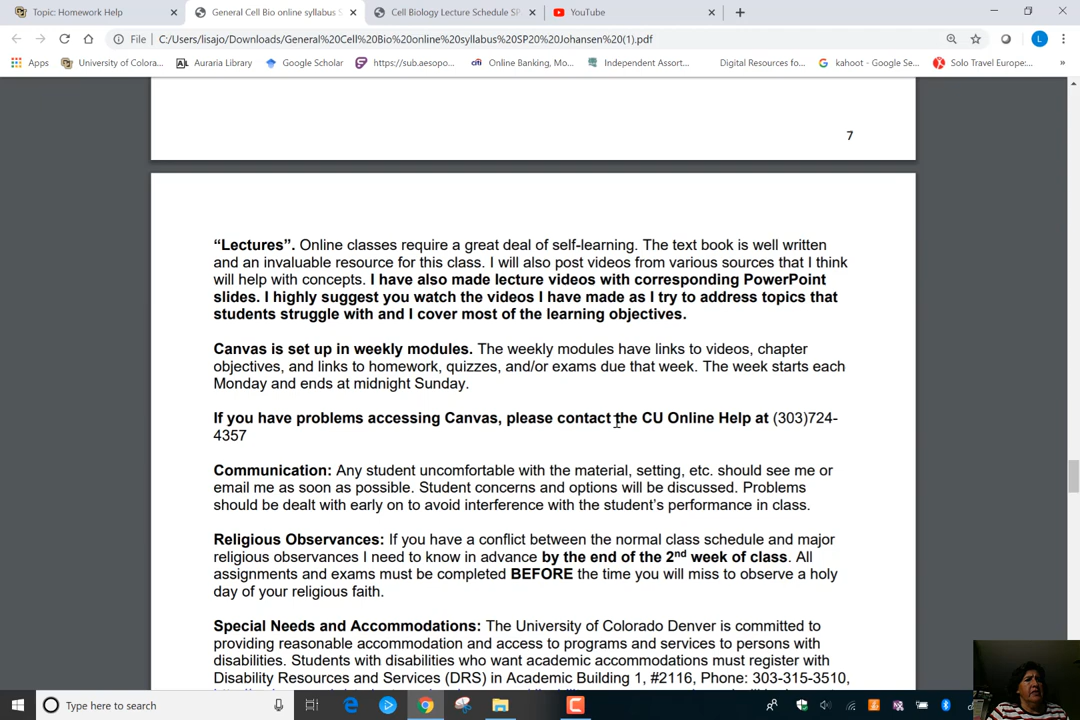 Topic: Homework Help
General Cell Bio online syllabus S
Cell Biology Lecture Schedule SP
YouTube
File
C:/Users/lisajo/Downloads/General%20Cell%20Bio%20online%20syllabus%20SP20%20Johansen%20(1).pdf
L
Apps
University of Colora...
Auraria Library
Google Scholar
https://sub.aesopo...
Online Banking, Mo...
Independent Assort...
Digital Resources fo...
kahoot - Google Se...
Solo Travel Europe:...
»
7
“Lectures”. Online classes require a great deal of self-learning. The text book is well written
and an invaluable resource for this class. I will also post videos from various sources that I think
will help with concepts. I have also made lecture videos with corresponding PowerPoint
slides. I highly suggest you watch the videos I have made as I try to address topics that
students struggle with and I cover most of the learning objectives.
Canvas is set up in weekly modules. The weekly modules have links to videos, chapter
objectives, and links to homework, quizzes, and/or exams due that week. The week starts each
Monday and ends at midnight Sunday.
If you have problems accessing Canvas, please contact the CU Online Help at (303)724-
4357
Communication: Any student uncomfortable with the material, setting, etc. should see me or
email me as soon as possible. Student concerns and options will be discussed. Problems
should be dealt with early on to avoid interference with the student’s performance in class.
Religious Observances: If you have a conflict between the normal class schedule and major
religious observances I need to know in advance by the end of the 2nd week of class. All
assignments and exams must be completed BEFORE the time you will miss to observe a holy
day of your religious faith.
Special Needs and Accommodations: The University of Colorado Denver is committed to
providing reasonable accommodation and access to programs and services to persons with
disabilities. Students with disabilities who want academic accommodations must register with
Disability Resources and Services (DRS) in Academic Building 1, #2116, Phone: 303-315-3510,
Type here to search